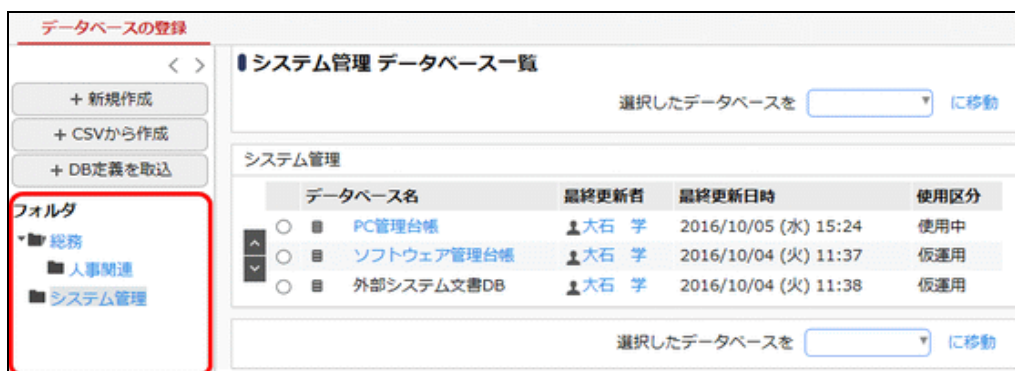 データベースの登録
< >
+ 新規作成
+ CSVから作成
+ DB定義を取込
フォルダ
総務
人事関連
システム管理
システム管理 データベース一覧
選択したデータベースを に移動
システム管理
データベース名 最終更新者 最終更新日時 使用区分
PC管理台帳 大石 学 2016/10/05 (水) 15:24 使用中
ソフトウェア管理台帳 大石 学 2016/10/04 (火) 11:37 仮運用
外部システム文書DB 大石 学 2016/10/04 (火) 11:38 仮運用
選択したデータベースを に移動